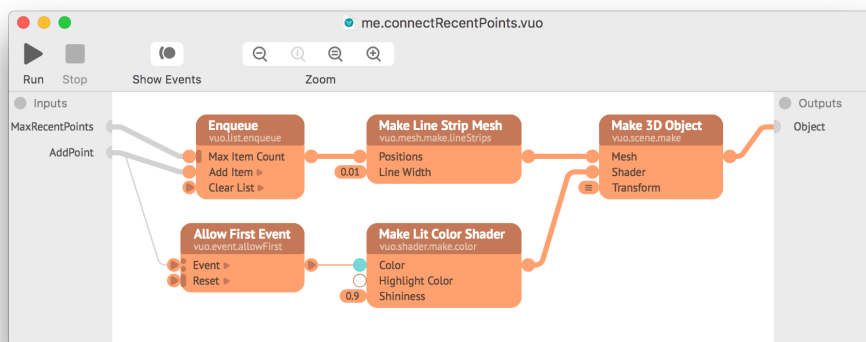 me.connectRecentPoints.vuo
Run
Stop
Show Events
Zoom
Inputs
Outputs
MaxRecentPoints
AddPoint
Object
Enqueue
vuo.list.enqueue
Max Item Count
Add Item
Clear List
Make Line Strip Mesh
vuo.mesh.make.lineStrips
Positions
0.01 Line Width
Make 3D Object
vuo.scene.make
Mesh
Shader
Transform
Allow First Event
vuo.event.allowFirst
Event
Reset
Make Lit Color Shader
vuo.shader.make.color
Color
Highlight Color
0.9 Shininess